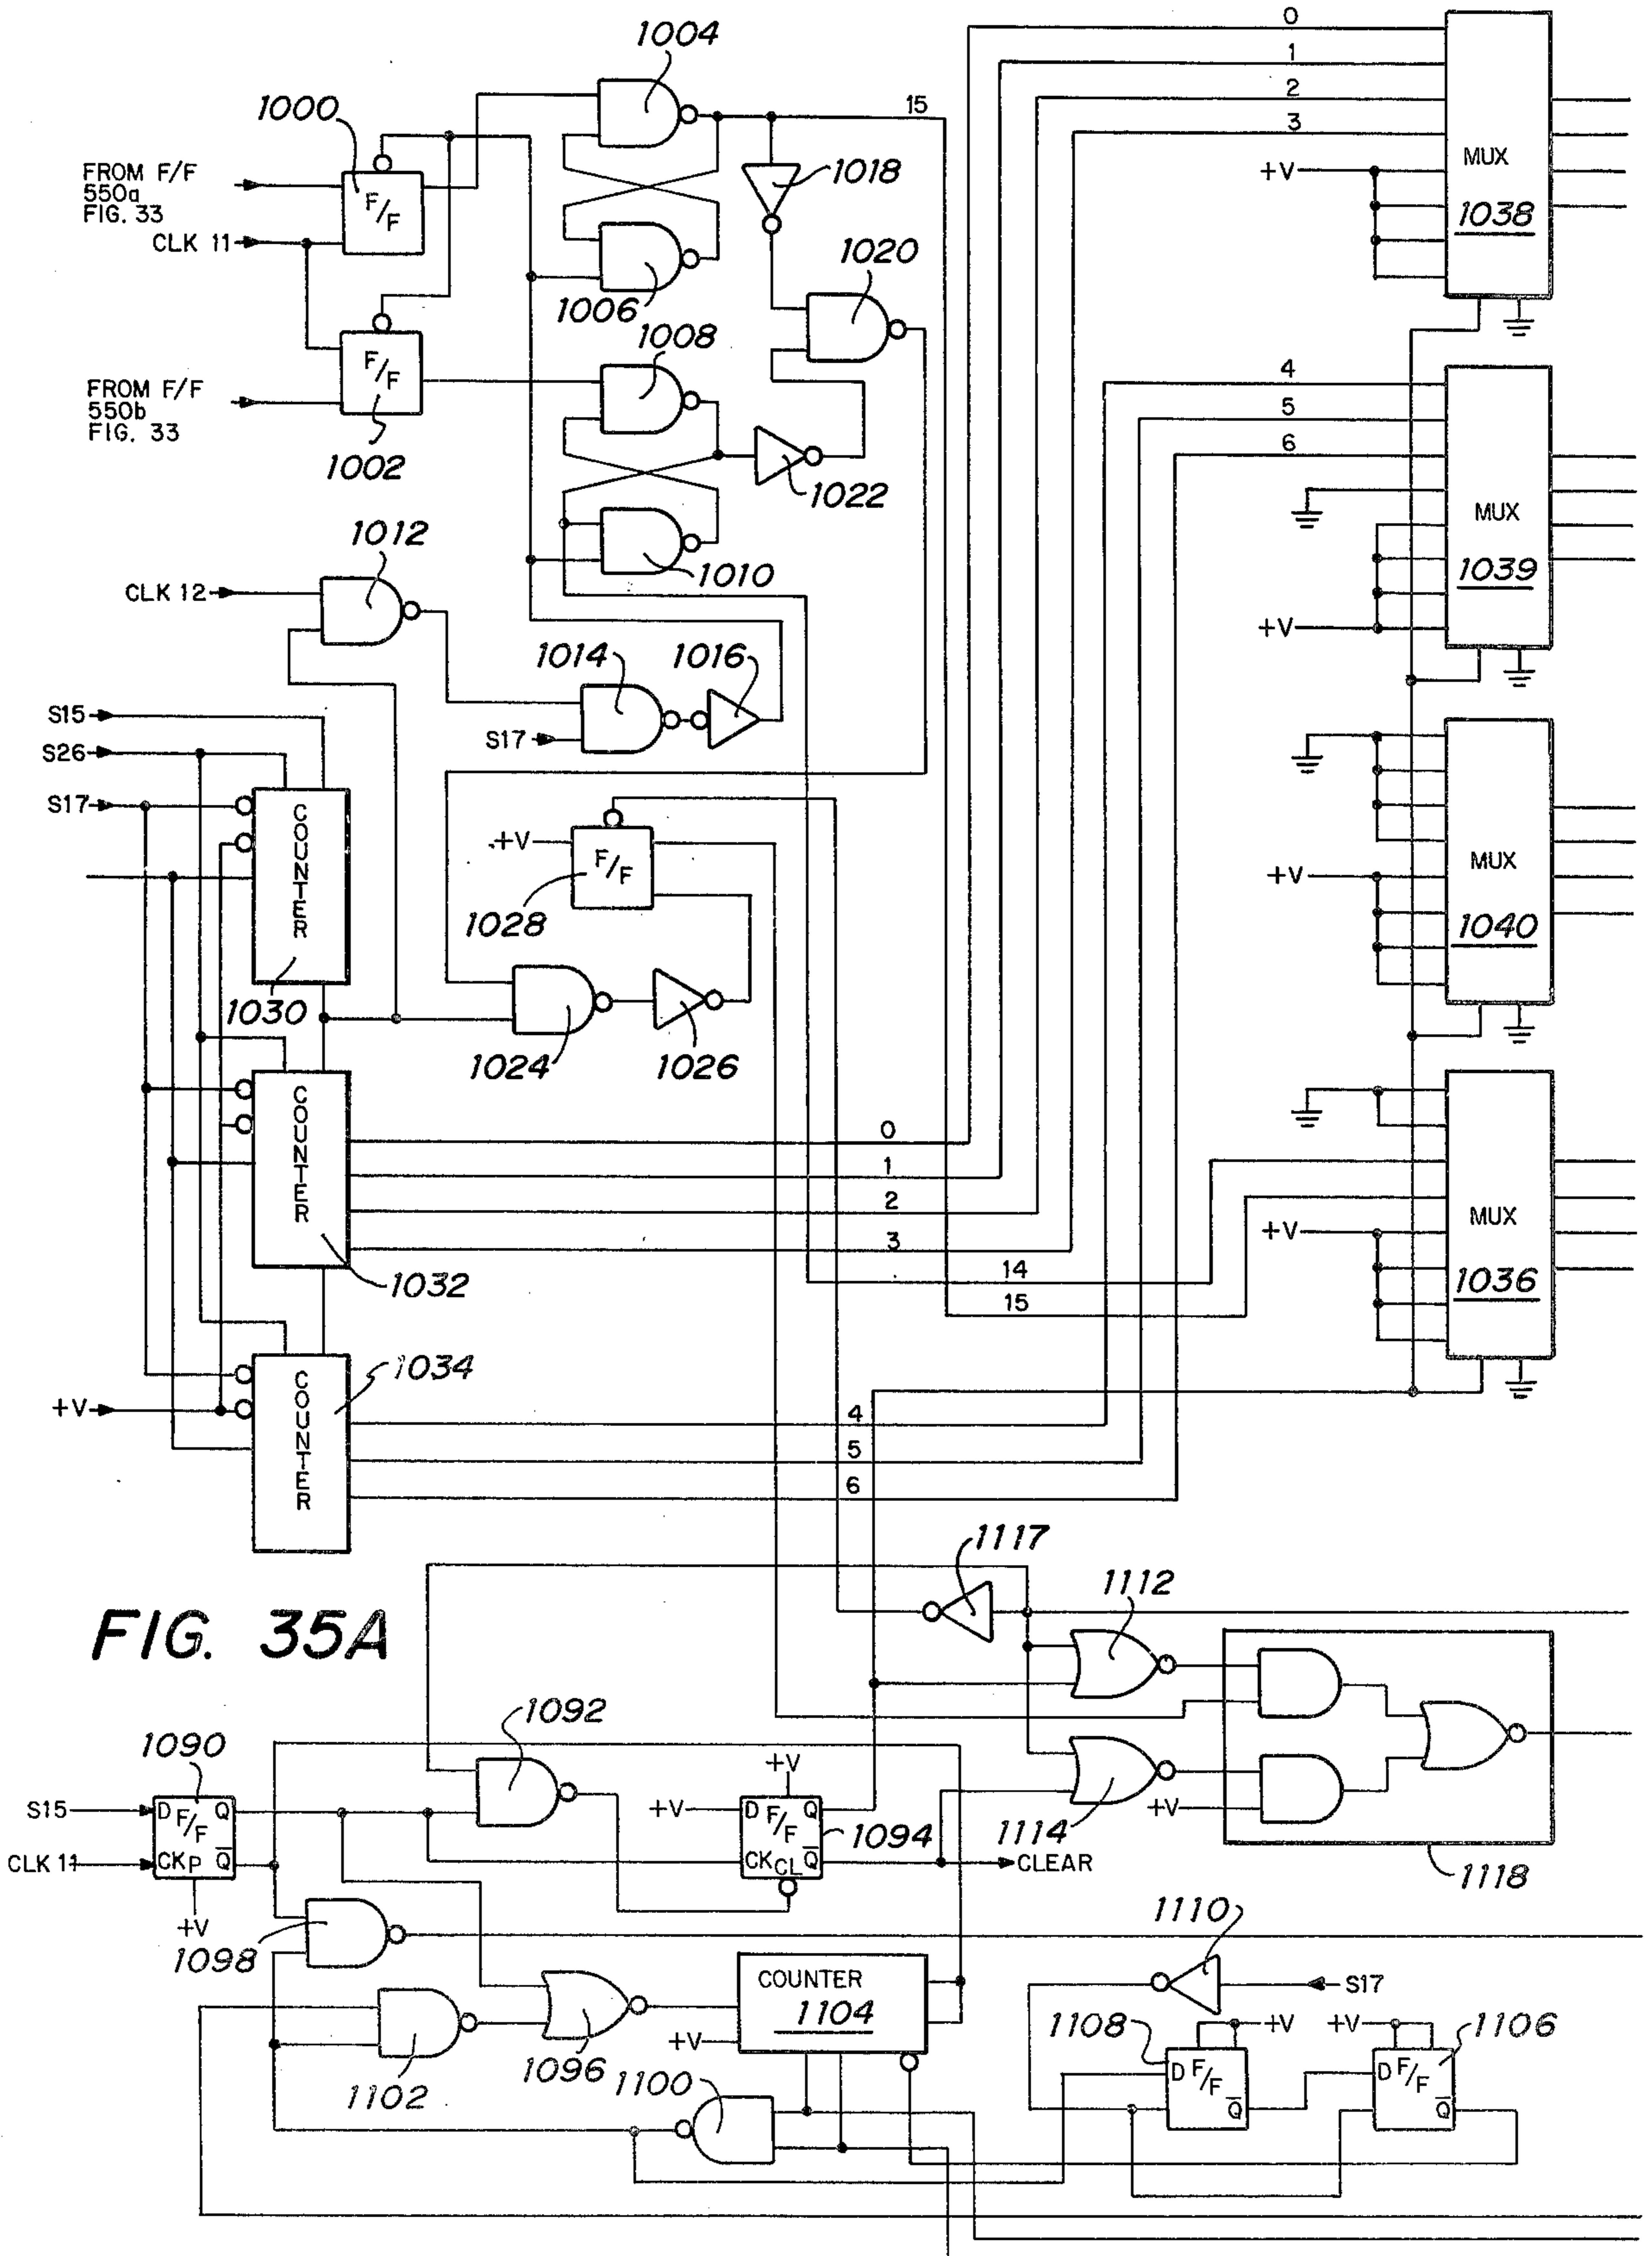 0
1004
1
2
1000
15
3
MUX
FROM F/F
550a
FIG. 33
1018
+V
F/F
1038
CLK 11
1020
1006
1008
4
F/F
FROM F/F
550b
FIG. 33
5
6
1002
1022
MUX
1012
1010
1039
CLK 12
+V
1014
1016
S15
S17
S26
S17
COUNTER
+V
F/F
MUX
+V
1028
1040
1030
1024
1026
COUNTER
0
1
2
MUX
+V
3
14
1032
1036
15
1034
COUNTER
+V
4
5
6
1117
1112
FIG. 35A
1092
1090
+V
S15
D F/F Q
+V
D F/F Q
+V
1094
1114
CLK 11
CK P Q
CK CL Q
CLEAR
1118
+V
1098
1110
COUNTER
S17
1104
+V
1108
+V
+V
1106
1102
1096
1100
D F/F
Q
D F/F
Q